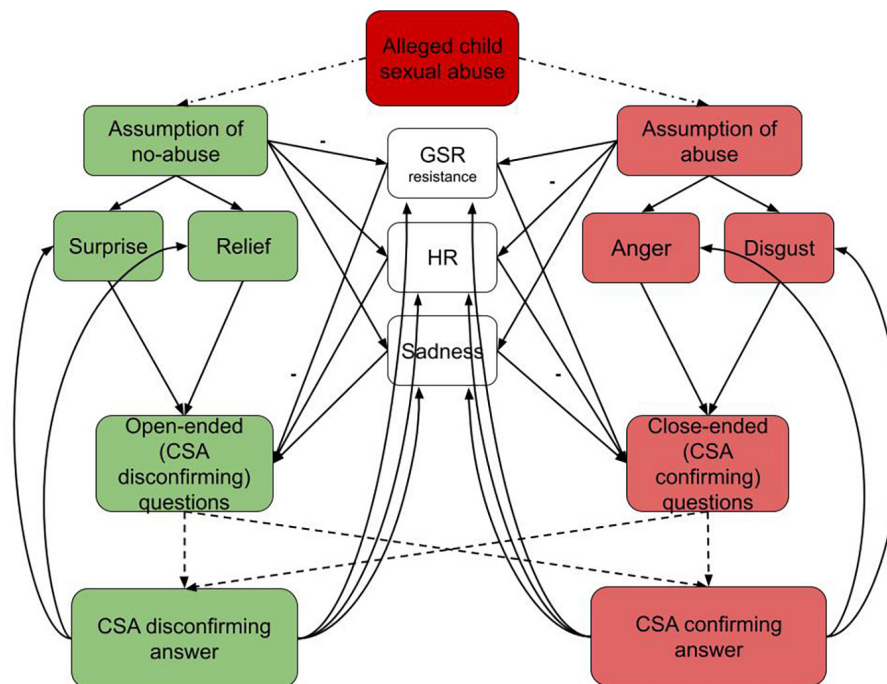 Alleged child
sexual abuse
Assumption of
no-abuse
-
GSR
resistance
-
Assumption of
abuse
Surprise
Relief
HR
Anger
Disgust
Sadness
-
-
Open-ended
(CSA
disconfirming)
questions
Close-ended
(CSA
confirming)
questions
CSA disconfirming
answer
CSA confirming
answer